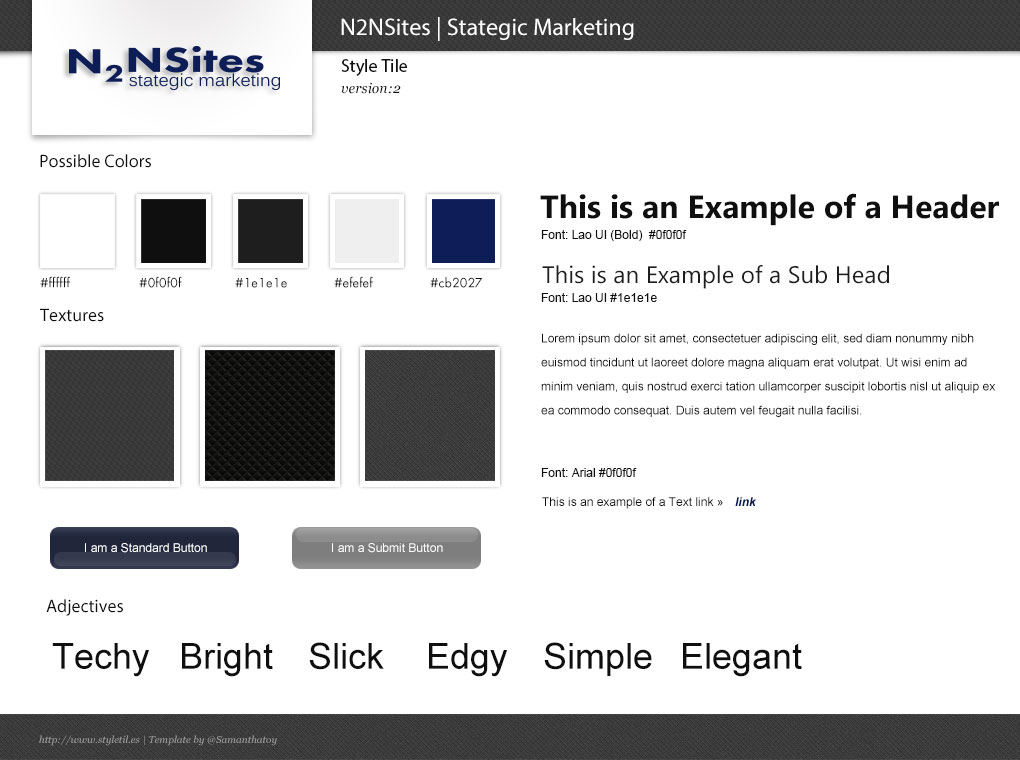 N2NSites | Stategic Marketing
N2NSites
stategic marketing
Style Tile
version:2
Possible Colors
#ffffff #0f0f0f #1e1e1e #efefef #cb2027
This is an Example of a Header
Font: Lao UI (Bold) #0f0f0f
This is an Example of a Sub Head
Font: Lao UI #1e1e1e
Textures
Lorem ipsum dolor sit amet, consectetuer adipiscing elit, sed diam nonummy nibh
euismod tincidunt ut laoreet dolore magna aliquam erat volutpat. Ut wisi enim ad
minim veniam, quis nostrud exerci tation ullamcorper suscipit lobortis nisl ut aliquip ex
ea commodo consequat. Duis autem vel feugait nulla facilisi.
Font: Arial #0f0f0f
This is an example of a Text link » link
I am a Standard Button I am a Submit Button
Adjectives
Techy Bright Slick Edgy Simple Elegant
http://www.styletil.es | Template by @Samanthatoy